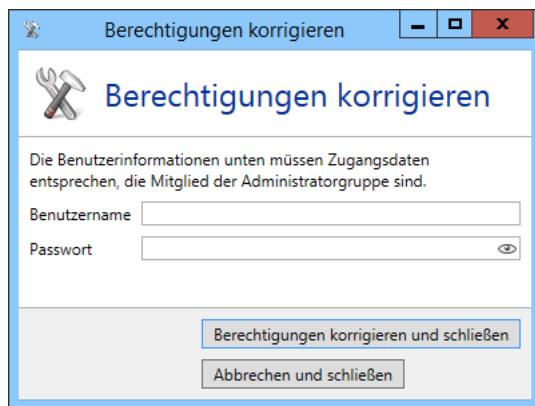 Berechtigungen korrigieren
Berechtigungen korrigieren
Die Benutzerinformationen unten müssen Zugangsdaten
entsprechen, die Mitglied der Administratorgruppe sind.
Benutzername
Passwort
Berechtigungen korrigieren und schließen
Abbrechen und schließen